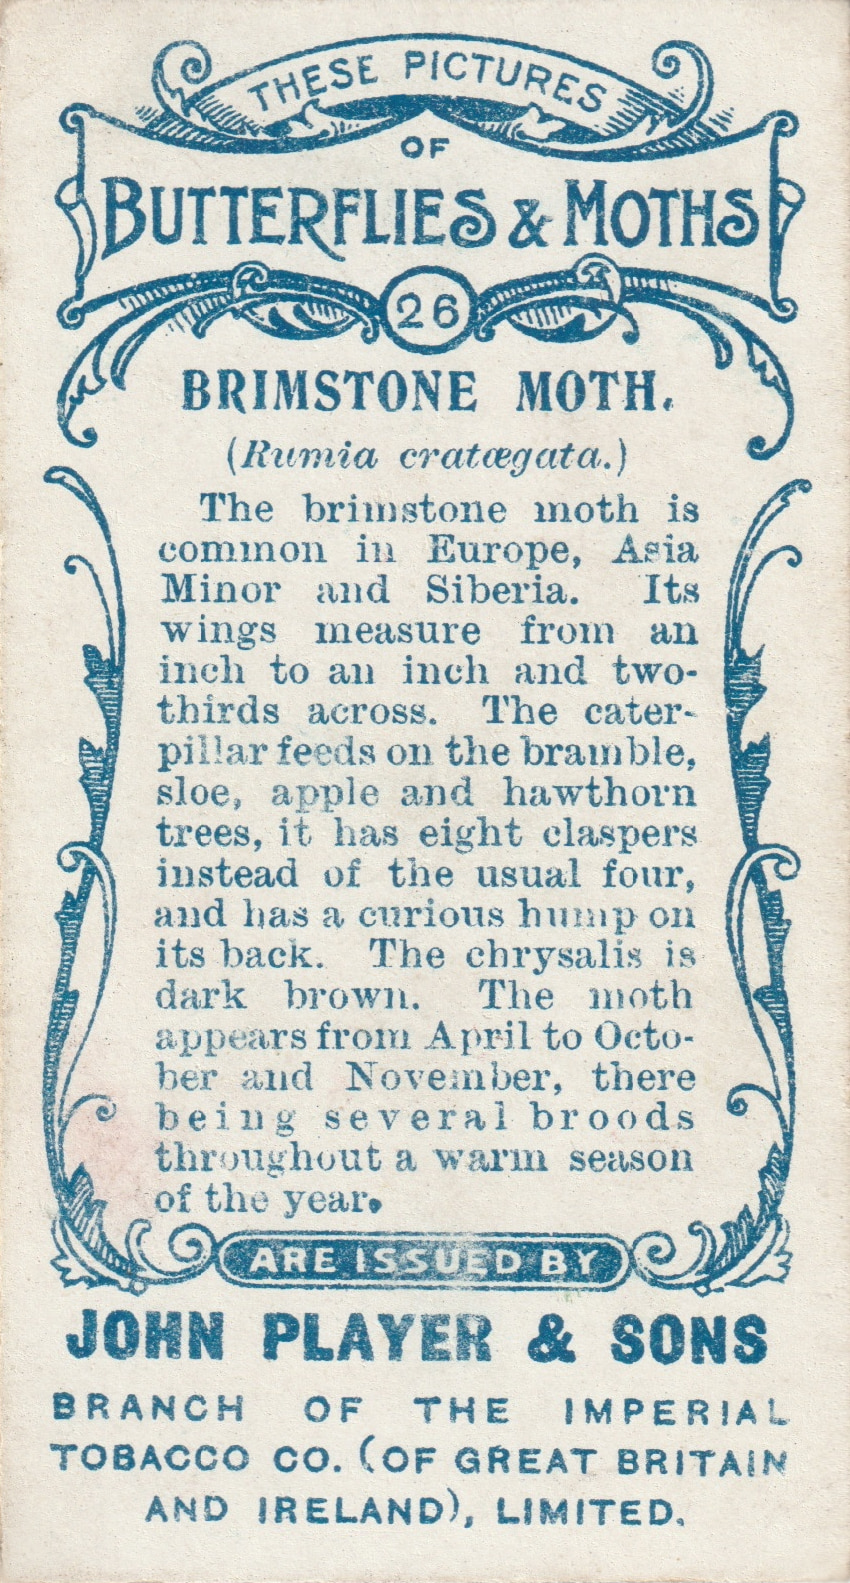 THESE PICTURES
OF
BUTTERFLIES & MOTHS
26
BRIMSTONE MOTH.
(Rumia cratægata.)
The brimstone moth is
common in Europe, Asia
Minor and Siberia. Its
wings measure from an
inch to an inch and two-
thirds across. The cater-
pillar feeds on the bramble,
sloe, apple and hawthorn
trees, it has eight claspers
instead of the usual four,
and has a curious hump on
its back. The chrysalis is
dark brown. The moth
appears from April to Octo-
ber and November, there
being several broods
throughout a warm season
of the year.
ARE ISSUED BY
JOHN PLAYER & SONS
BRANCH OF THE IMPERIAL
TOBACCO CO. (OF GREAT BRITAIN
AND IRELAND), LIMITED.